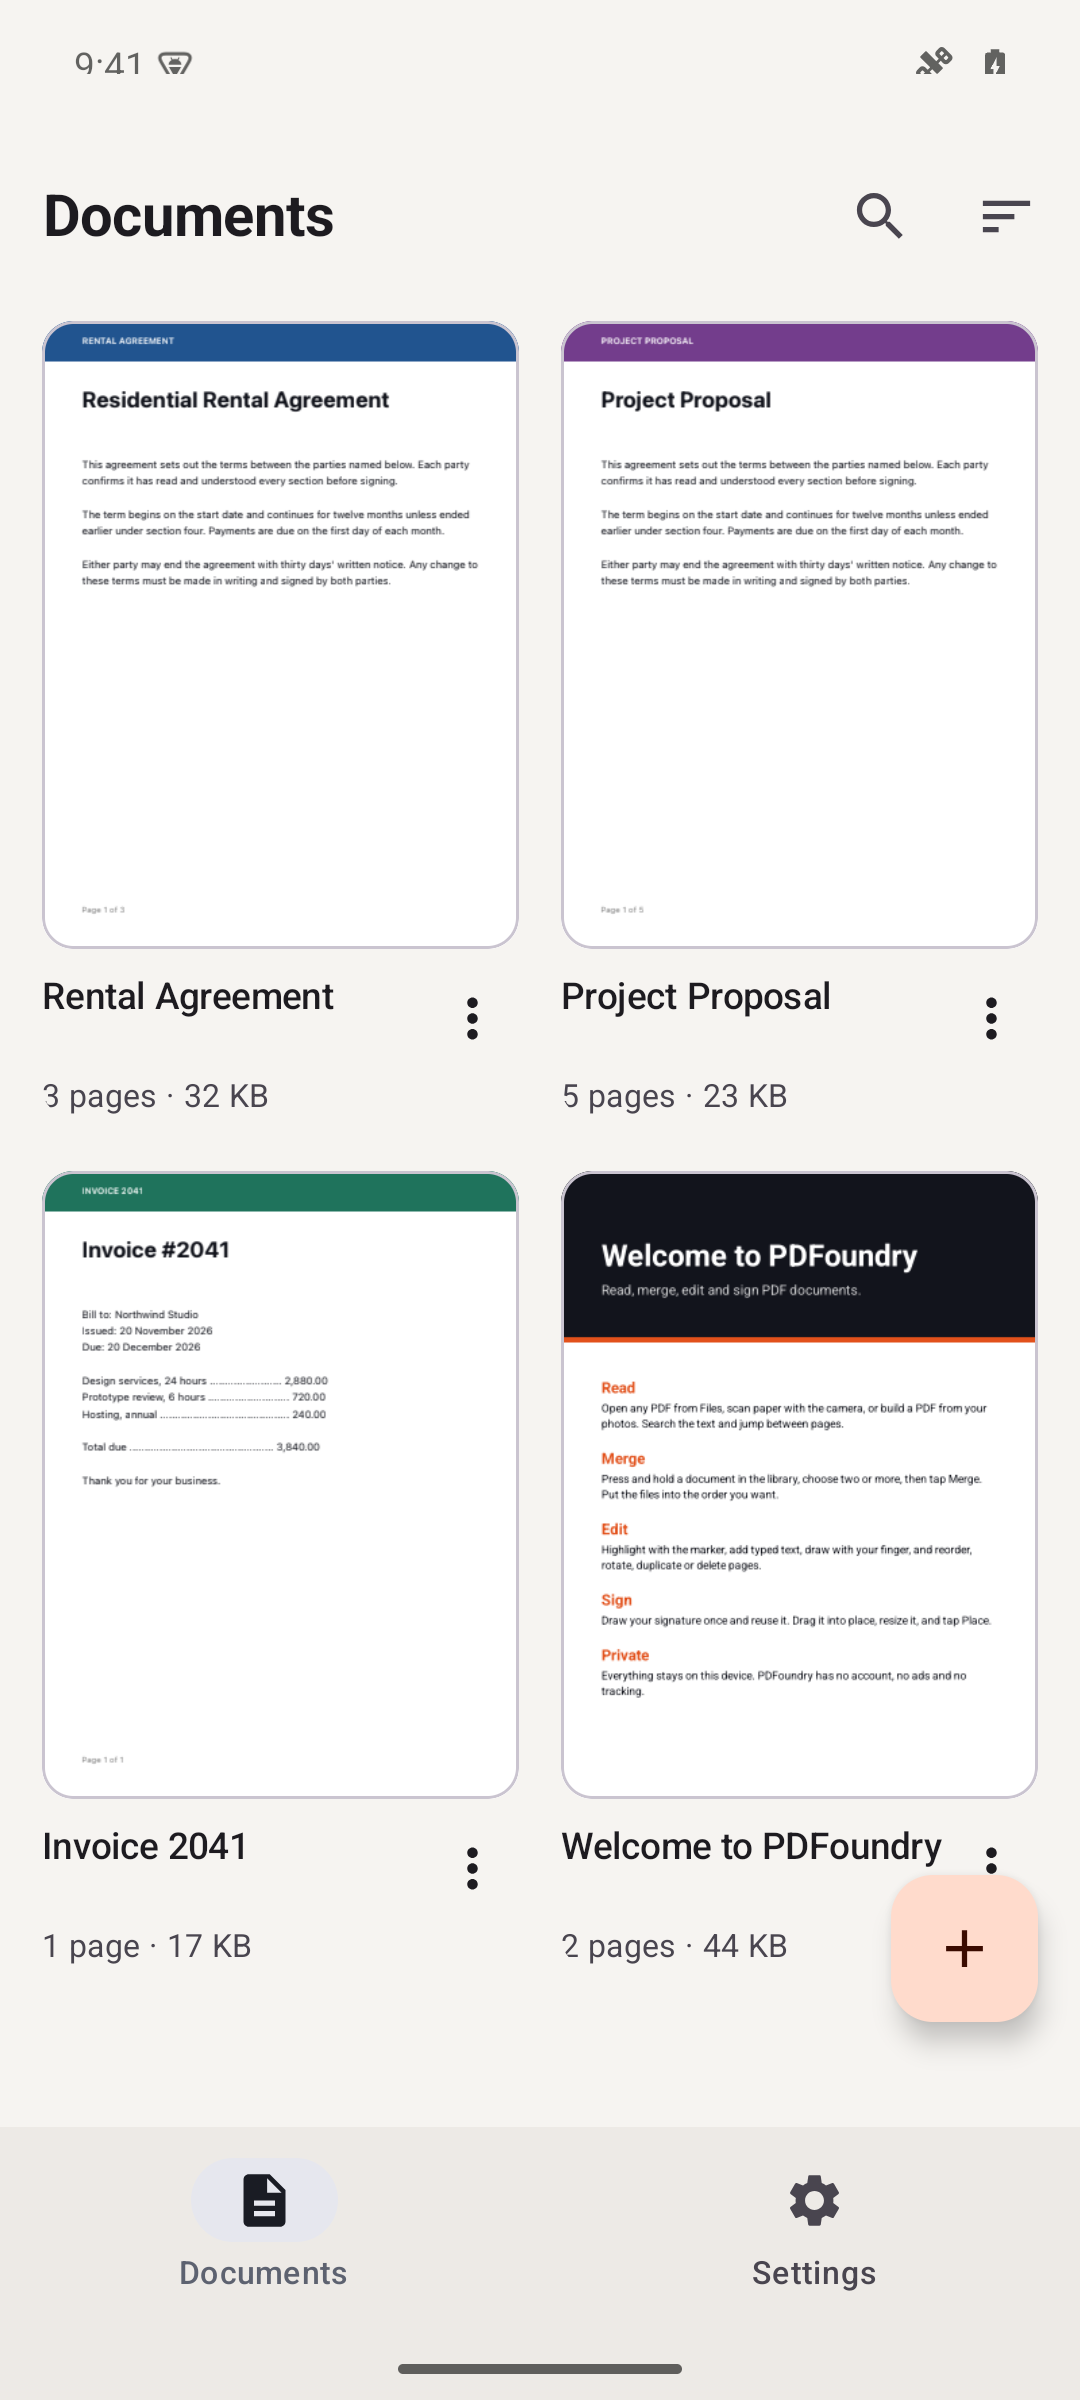 9:41
Documents
RENTAL AGREEMENT
Residential Rental Agreement
This agreement sets out the terms between the parties named below. Each party
confirms it has read and understood every section before signing.
The term begins on the start date and continues for twelve months unless ended
earlier under section four. Payments are due on the first day of each month.
Either party may end the agreement with thirty days' written notice. Any change to
these terms must be made in writing and signed by both parties.
Page 1 of 3
Rental Agreement
3 pages · 32 KB
PROJECT PROPOSAL
Project Proposal
This agreement sets out the terms between the parties named below. Each party
confirms it has read and understood every section before signing.
The term begins on the start date and continues for twelve months unless ended
earlier under section four. Payments are due on the first day of each month.
Either party may end the agreement with thirty days' written notice. Any change to
these terms must be made in writing and signed by both parties.
Page 1 of 5
Project Proposal
5 pages · 23 KB
INVOICE 2041
Invoice #2041
Bill to: Northwind Studio
Issued: 20 November 2026
Due: 20 December 2026
Design services, 24 hours ........................ 2,880.00
Prototype review, 6 hours ........................... 720.00
Hosting, annual ........................................... 240.00
Total due ................................................ 3,840.00
Thank you for your business.
Page 1 of 1
Invoice 2041
1 page · 17 KB
Welcome to PDFoundry
Read, merge, edit and sign PDF documents.
Read
Open any PDF from Files, scan paper with the camera, or build a PDF from your
photos. Search the text and jump between pages.
Merge
Press and hold a document in the library, choose two or more, then tap Merge.
Put the files into the order you want.
Edit
Highlight with the marker, add typed text, draw with your finger, and reorder,
rotate, duplicate or delete pages.
Sign
Draw your signature once and reuse it. Drag it into place, resize it, and tap Place.
Private
Everything stays on this device. PDFoundry has no account, no ads and no
tracking.
Welcome to PDFoundry
2 pages · 44 KB
Documents
Settings